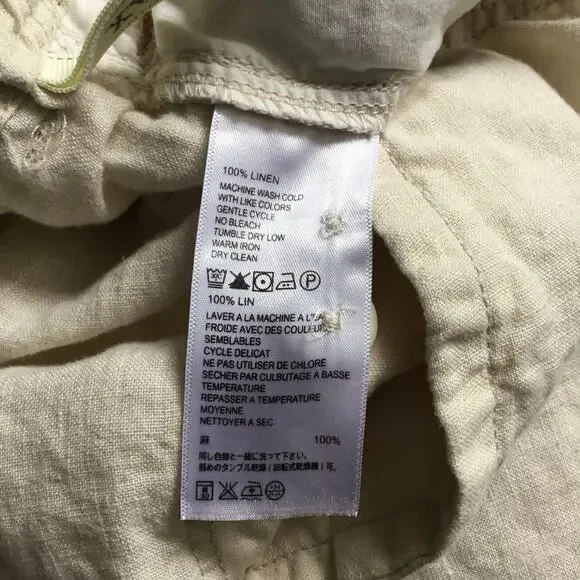 100% LINEN
MACHINE WASH COLD
WITH LIKE COLORS
GENTLE CYCLE
NO BLEACH
TUMBLE DRY LOW
WARM IRON
DRY CLEAN
30C P
100% LIN
LAVER A LA MACHINE A L'EA
FROIDE AVEC DES COULEUR
SEMBLABLES
CYCLE DELICAT
NE PAS UTILISER DE CHLORE
SECHER PAR CULBUTAGE A BASSE
TEMPERATURE
REPASSER A TEMPERATURE
MOYENNE
NETTOYER A SEC
麻 100%
同し色物と一緒に洗って下さい。
弱めのタンブル乾燥(回転式乾燥機)可。